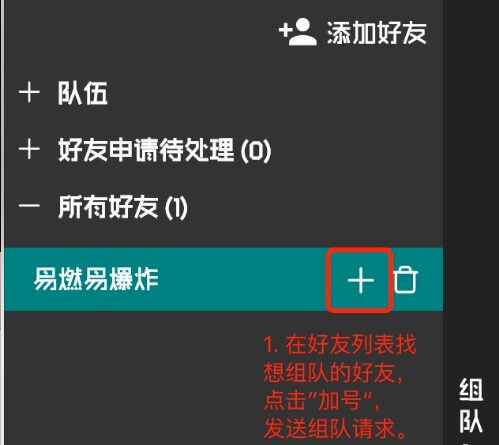 添加好友
队伍
好友申请待处理 (0)
所有好友 (1)
易燃易爆炸
1. 在好友列表找
想组队的好友，
点击"加号"，
发送组队请求。
组
队